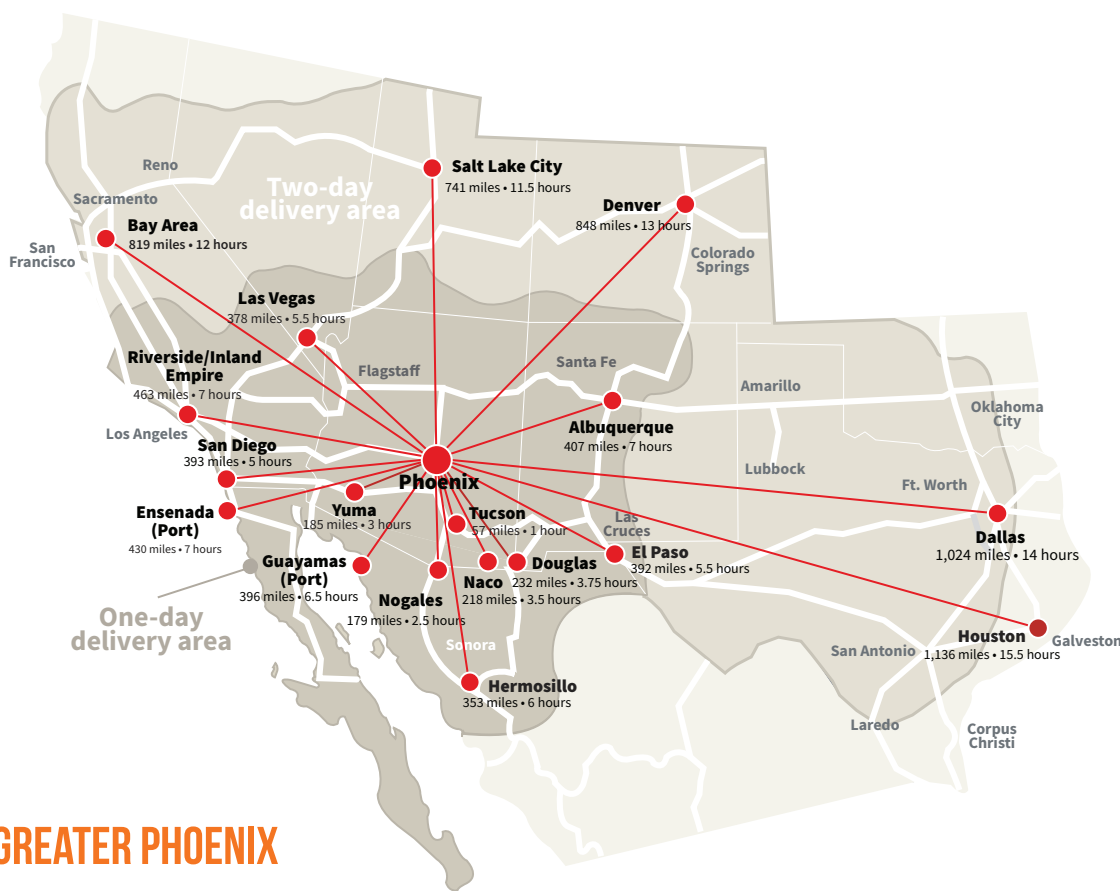 Reno
Sacramento
San
Francisco
Bay Area
819 miles • 12 hours
Two-day
delivery area
Salt Lake City
741 miles • 11.5 hours
Denver
848 miles • 13 hours
Colorado
Springs
Las Vegas
378 miles • 5.5 hours
Riverside/Inland
Empire
463 miles • 7 hours
Los Angeles
Flagstaff
Santa Fe
Amarillo
Oklahoma
City
Albuquerque
407 miles • 7 hours
San Diego
393 miles • 5 hours
Phoenix
Lubbock
Ft. Worth
Ensenada
(Port)
430 miles • 7 hours
Yuma
185 miles • 3 hours
Tucson
57 miles • 1 hour
Las
Cruces
El Paso
392 miles • 5.5 hours
Dallas
1,024 miles • 14 hours
Guayamas
(Port)
396 miles • 6.5 hours
Nogales
179 miles • 2.5 hours
Naco
218 miles • 3.5 hours
Douglas
232 miles • 3.75 hours
One-day
delivery area
Sonora
Hermosillo
353 miles • 6 hours
San Antonio
Houston
1,136 miles • 15.5 hours
Galveston
Laredo
Corpus
Christi
GREATER PHOENIX